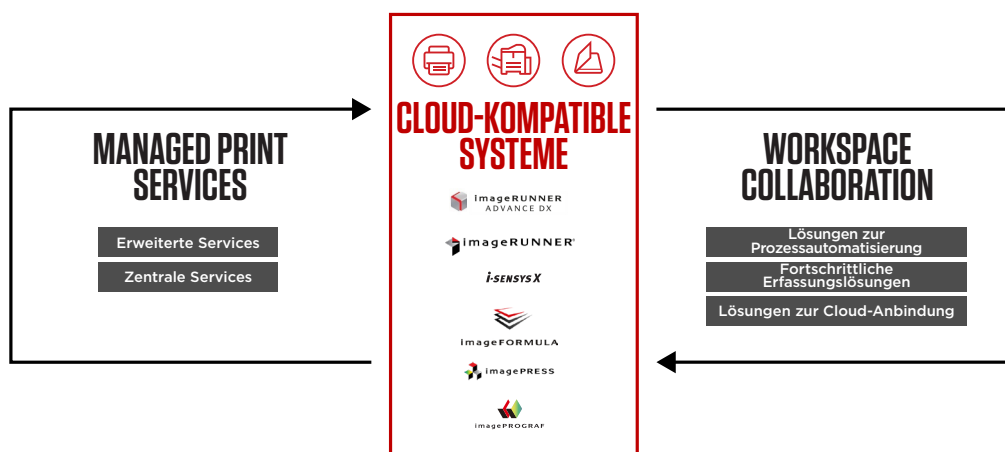 MANAGED PRINT
SERVICES
Erweiterte Services
Zentrale Services
CLOUD-KOMPATIBLE
SYSTEME
imageRUNNER
ADVANCE DX
imageRUNNER®
i-SENSYS X
imageFORMULA
imagePRESS
imagePROGRAF
WORKSPACE
COLLABORATION
Lösungen zur
Prozessautomatisierung
Fortschrittliche
Erfassungslösungen
Lösungen zur Cloud-Anbindung